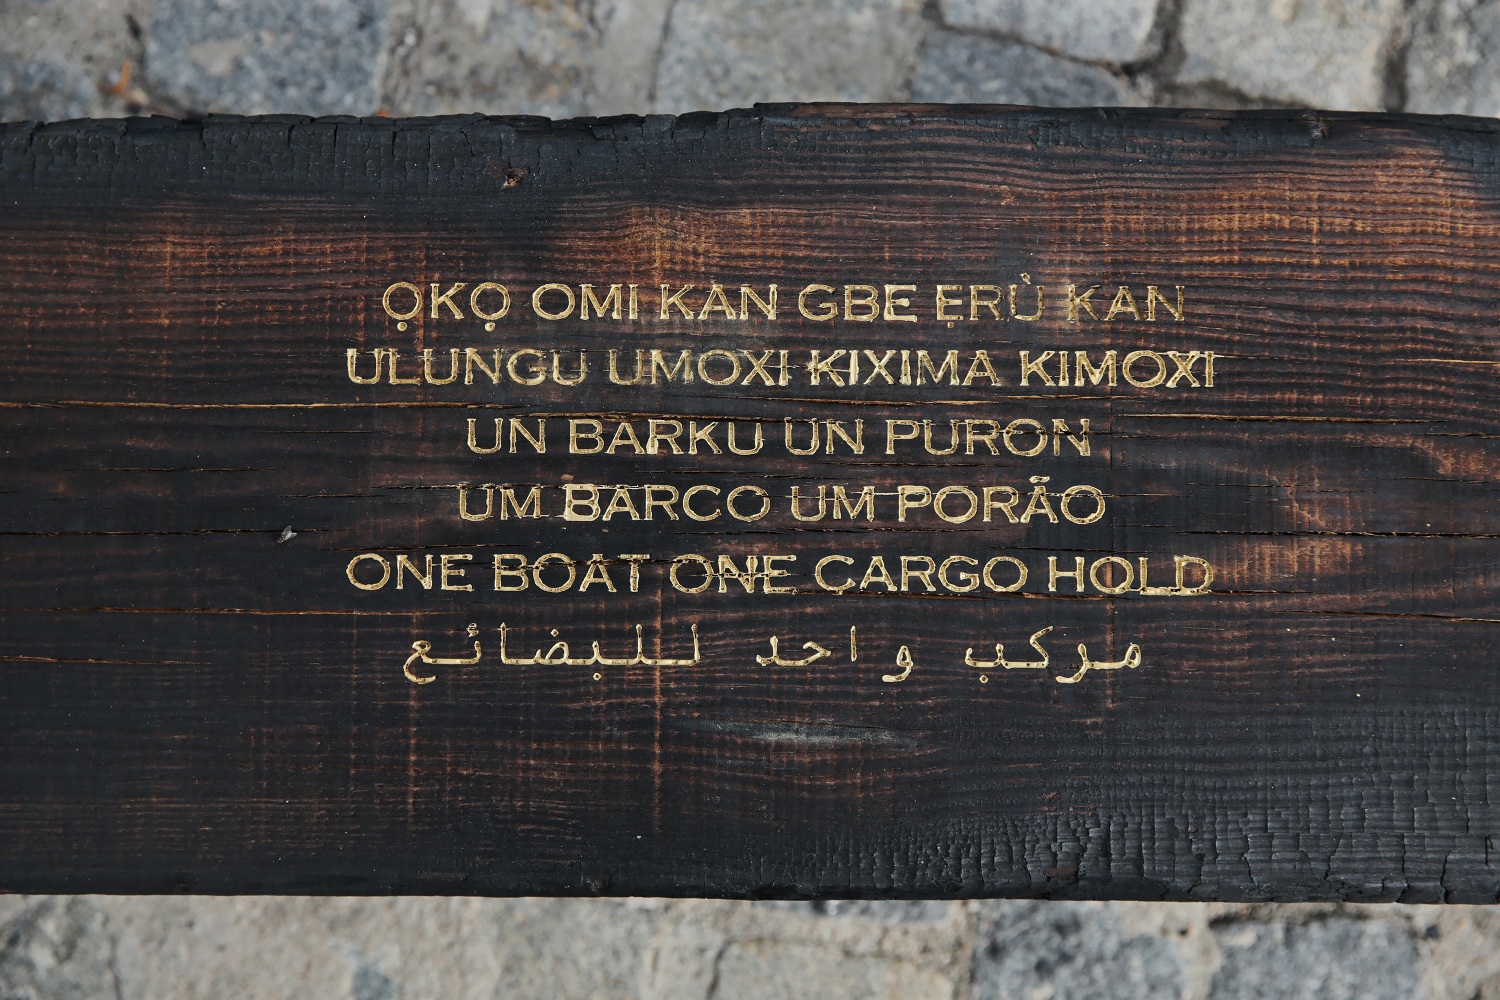 ỌKỌ OMI KAN GBE ẸRÙ KAN
ULUNGU UMOXI KIXIMA KIMOXI
UN BARKU UN PURON
UM BARCO UM PORÃO
ONE BOAT ONE CARGO HOLD
مركب واحد للبضائع